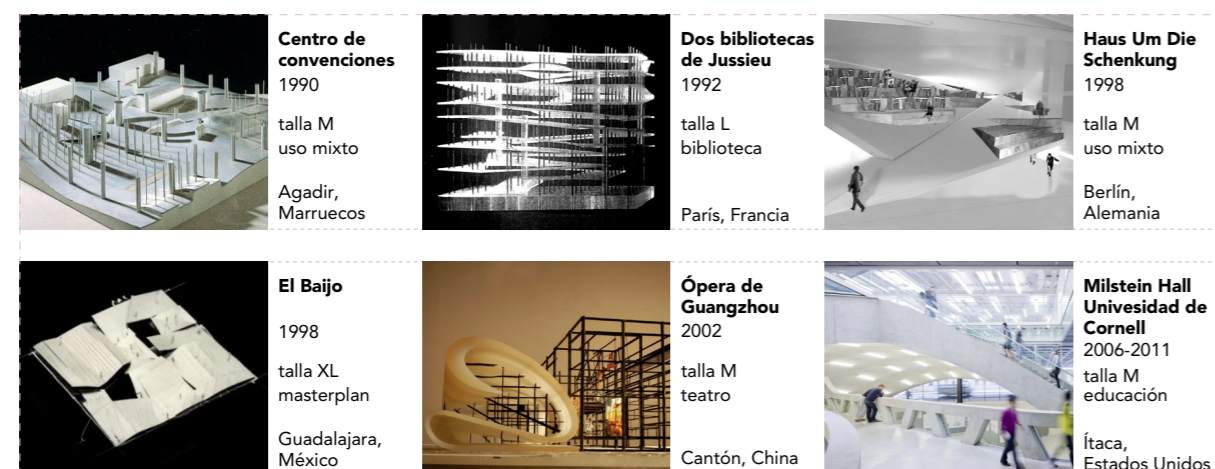 Centro de
convenciones
1990
talla M
uso mixto
Agadir,
Marruecos
Dos bibliotecas
de Jussieu
1992
talla L
biblioteca
París, Francia
Haus Um Die
Schenkung
1998
talla M
uso mixto
Berlín,
Alemania
El Baijo
1998
talla XL
masterplan
Guadalajara,
México
Ópera de
Guangzhou
2002
talla M
teatro
Cantón, China
Milstein Hall
Univesidad de
Cornell
2006-2011
talla M
educación
Ítaca,
Estados Unidos